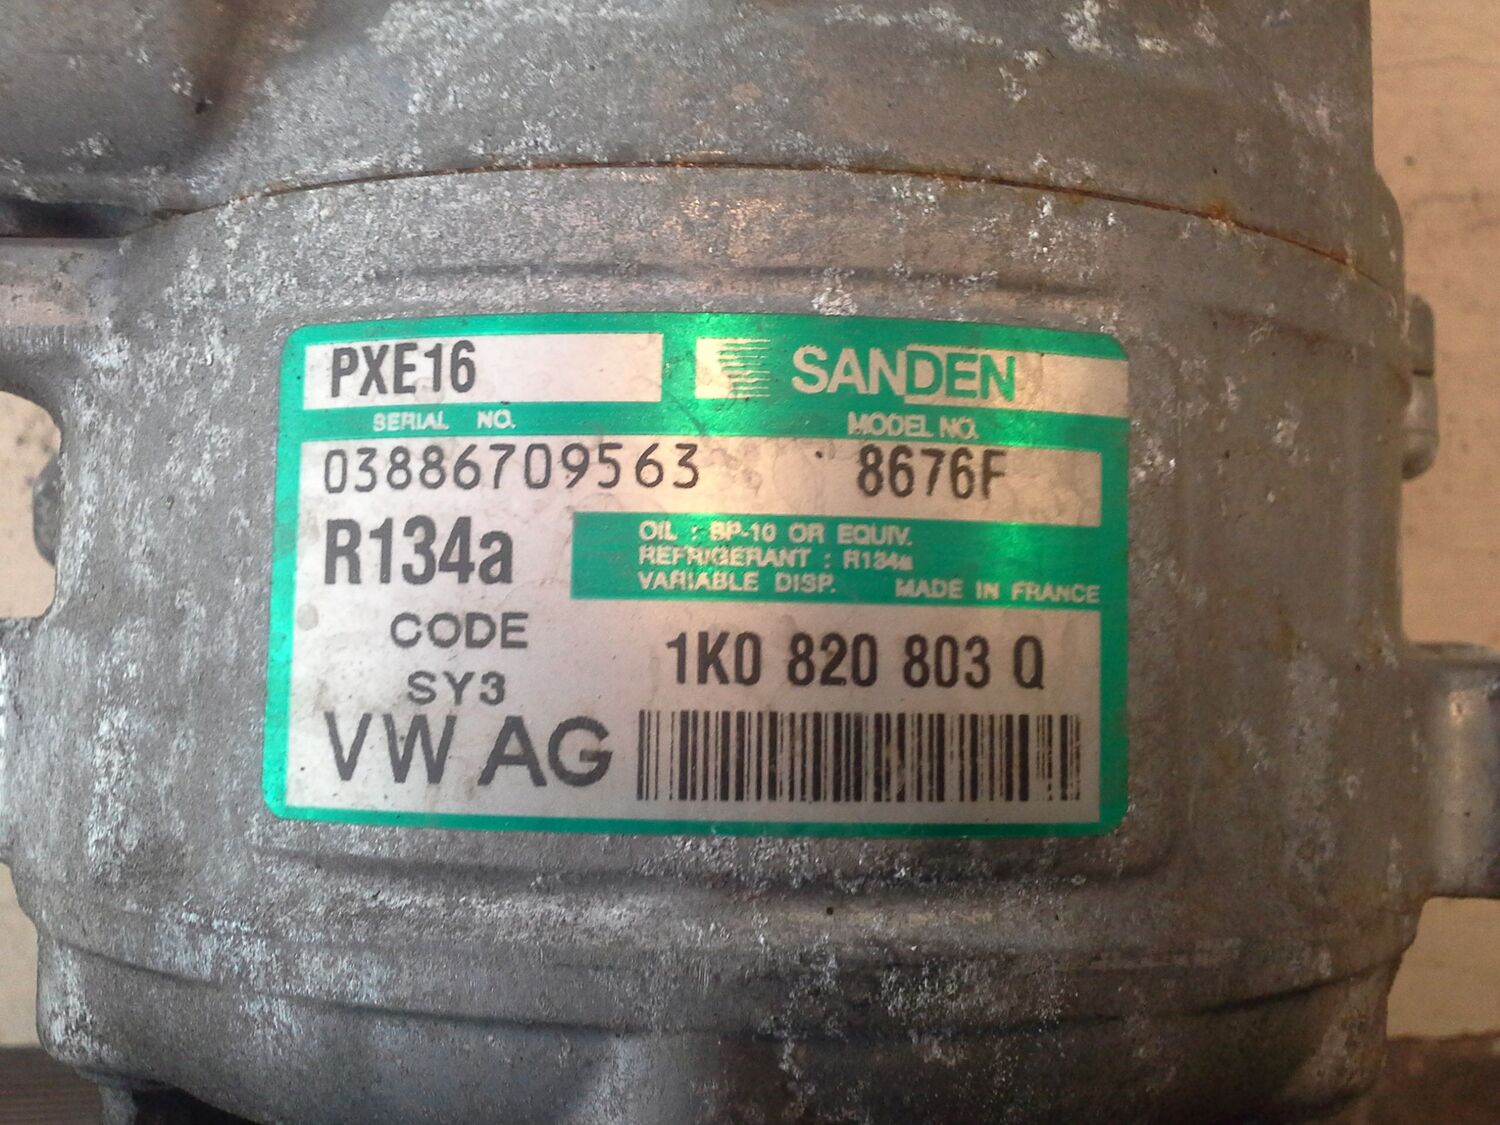 PXE16 SANDEN
SERIAL NO. MODEL NO.
03886709563 8676F
R134a
OIL : SP-10 OR EQUIV.
REFRIGERANT : R134a
VARIABLE DISP. MADE IN FRANCE
CODE
SY3
1K0 820 803 Q
VW AG